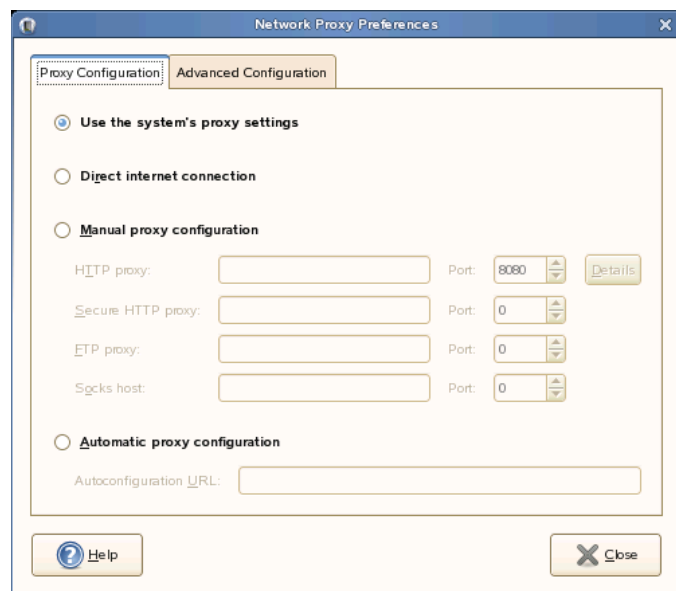 Network Proxy Preferences
Proxy Configuration Advanced Configuration
Use the system's proxy settings
Direct internet connection
Manual proxy configuration
HTTP proxy: Port: 8080 Details
Secure HTTP proxy: Port: 0
FTP proxy: Port: 0
Socks host: Port: 0
Automatic proxy configuration
Autoconfiguration URL:
Help Close